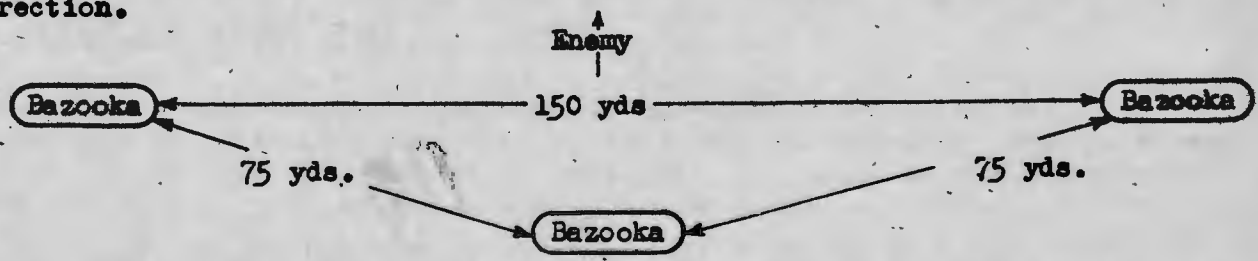 rection.
Enemy
Bazooka 150 yds Bazooka
75 yds. 75 yds.
Bazooka